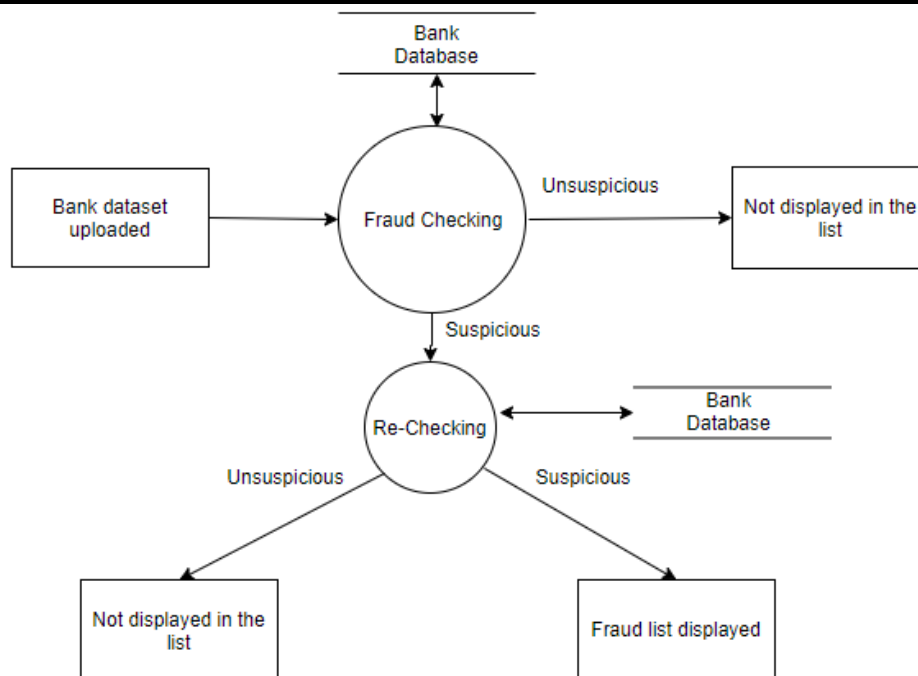 Bank
Database
Unsuspicious
Bank dataset
uploaded
Fraud Checking
Not displayed in the
list
Suspicious
Re-Checking
Bank
Database
Unsuspicious
Suspicious
Not displayed in the
list
Fraud list displayed